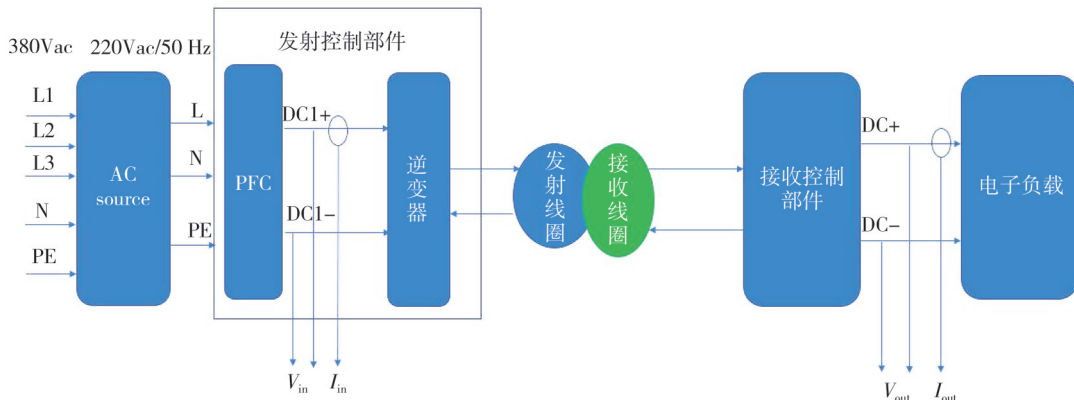 380Vac
220Vac/50 Hz
发射控制部件
L1
L2
L3
N
PE
AC
source
L
N
PE
PFC
DC1+
DC1-
逆变器
发射线圈
接收线圈
接收控制
部件
DC+
DC-
电子负载
Vin
Iin
Vout
Iout